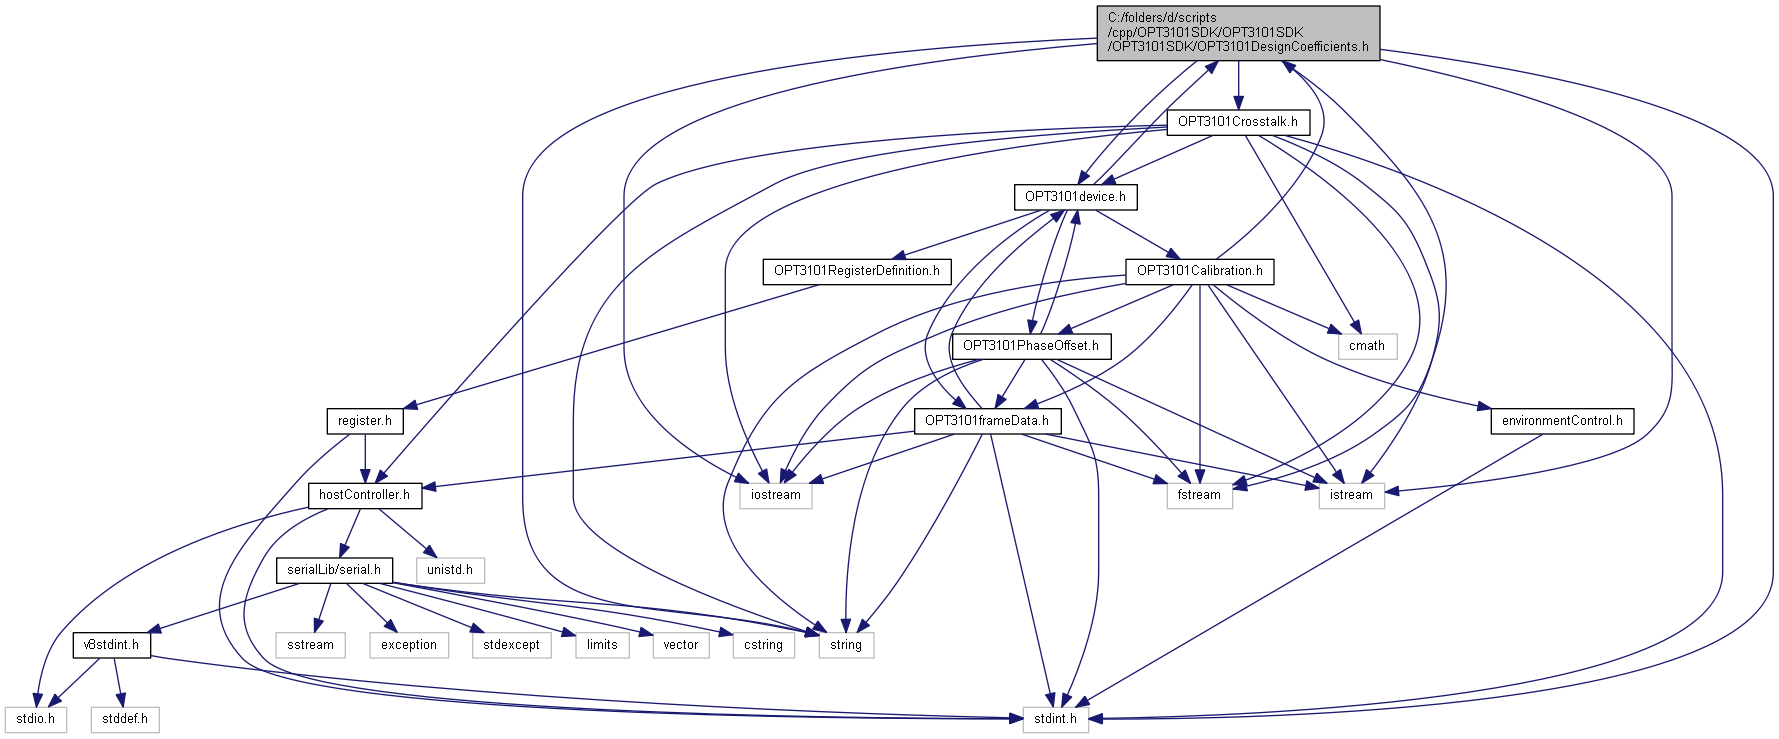 C:/folders/d/scripts
/cpp/OPT3101SDK/OPT3101SDK
/OPT3101SDK/OPT3101DesignCoefficients.h
OPT3101Crosstalk.h
OPT3101device.h
OPT3101RegisterDefinition.h
OPT3101Calibration.h
OPT3101PhaseOffset.h
cmath
register.h
OPT3101frameData.h
environmentControl.h
hostController.h
iostream
fstream
istream
serialLib/serial.h
unistd.h
v8stdint.h
sstream
exception
stdexcept
limits
vector
cstring
string
stdio.h
stddef.h
stdint.h